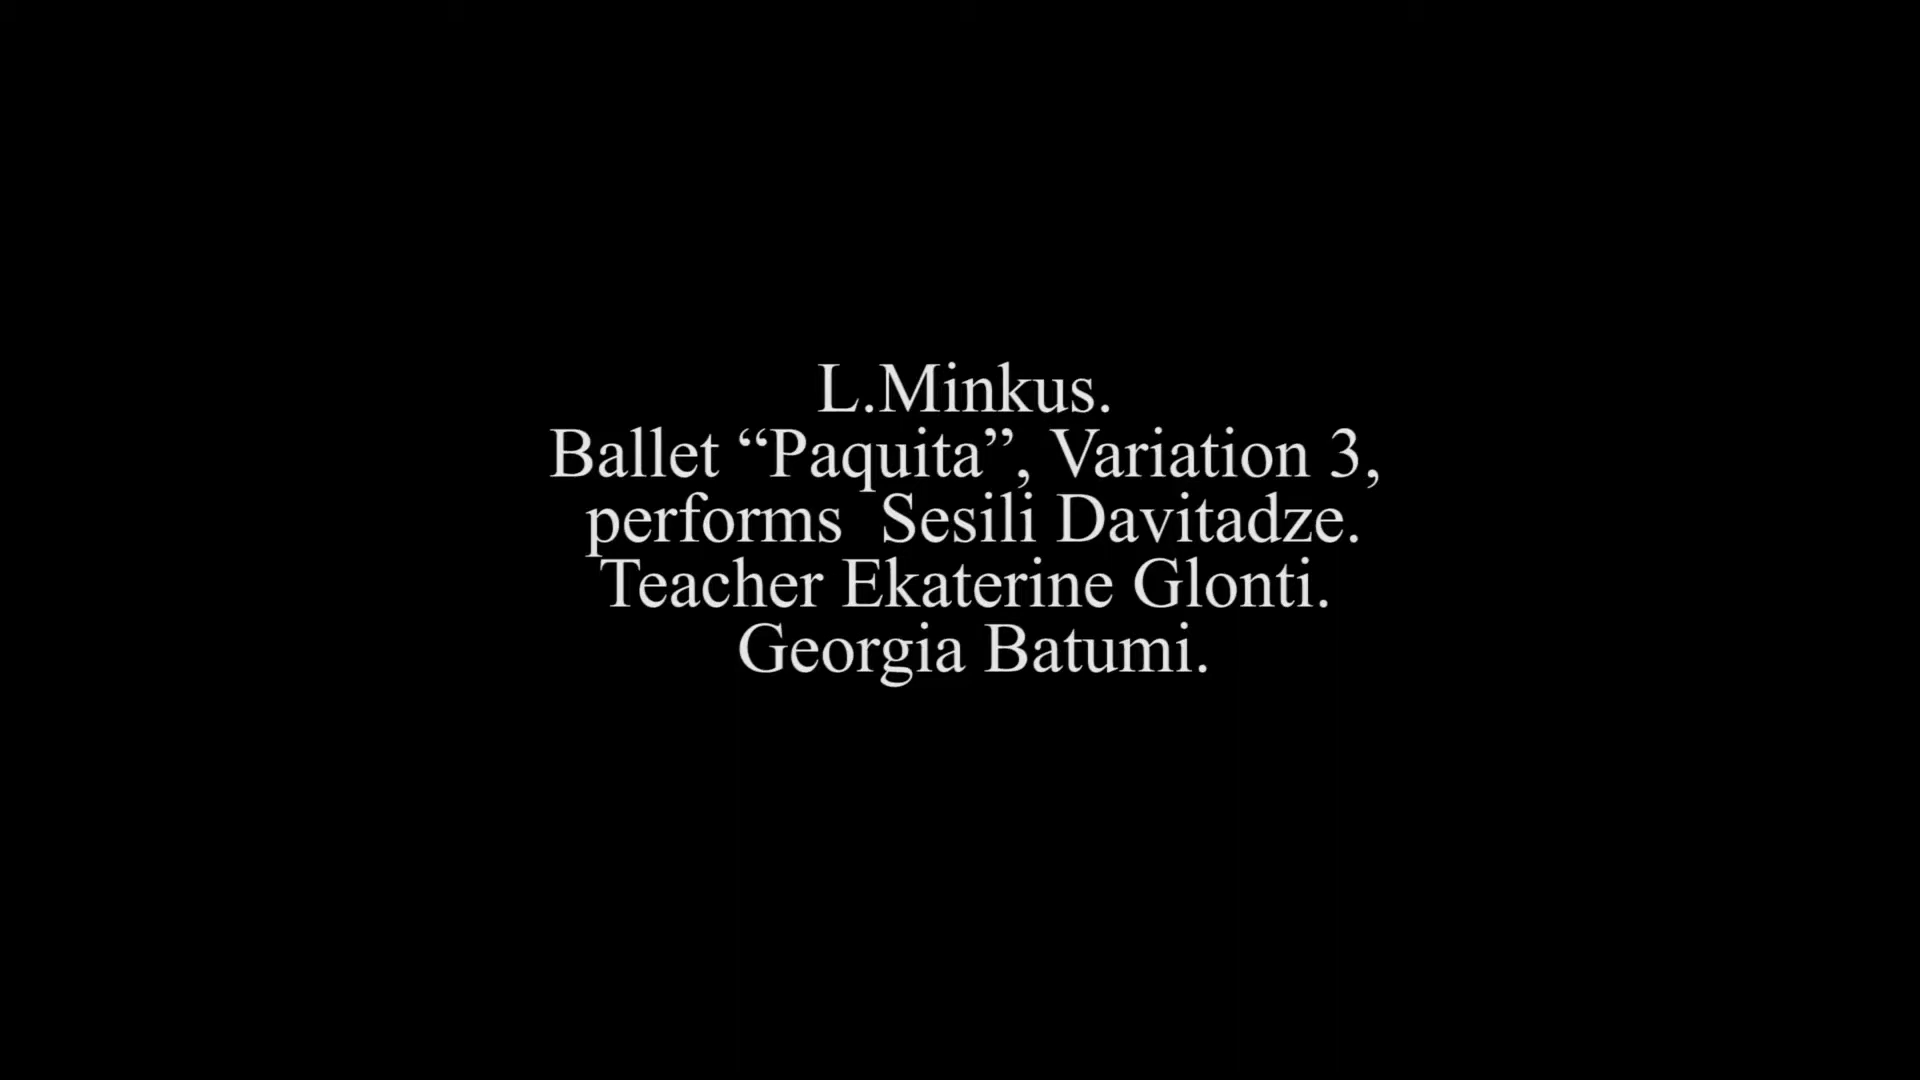 L.Minkus.
Ballet “Paquita”, Variation 3,
performs  Sesili Davitadze.
Teacher Ekaterine Glonti.
Georgia Batumi.